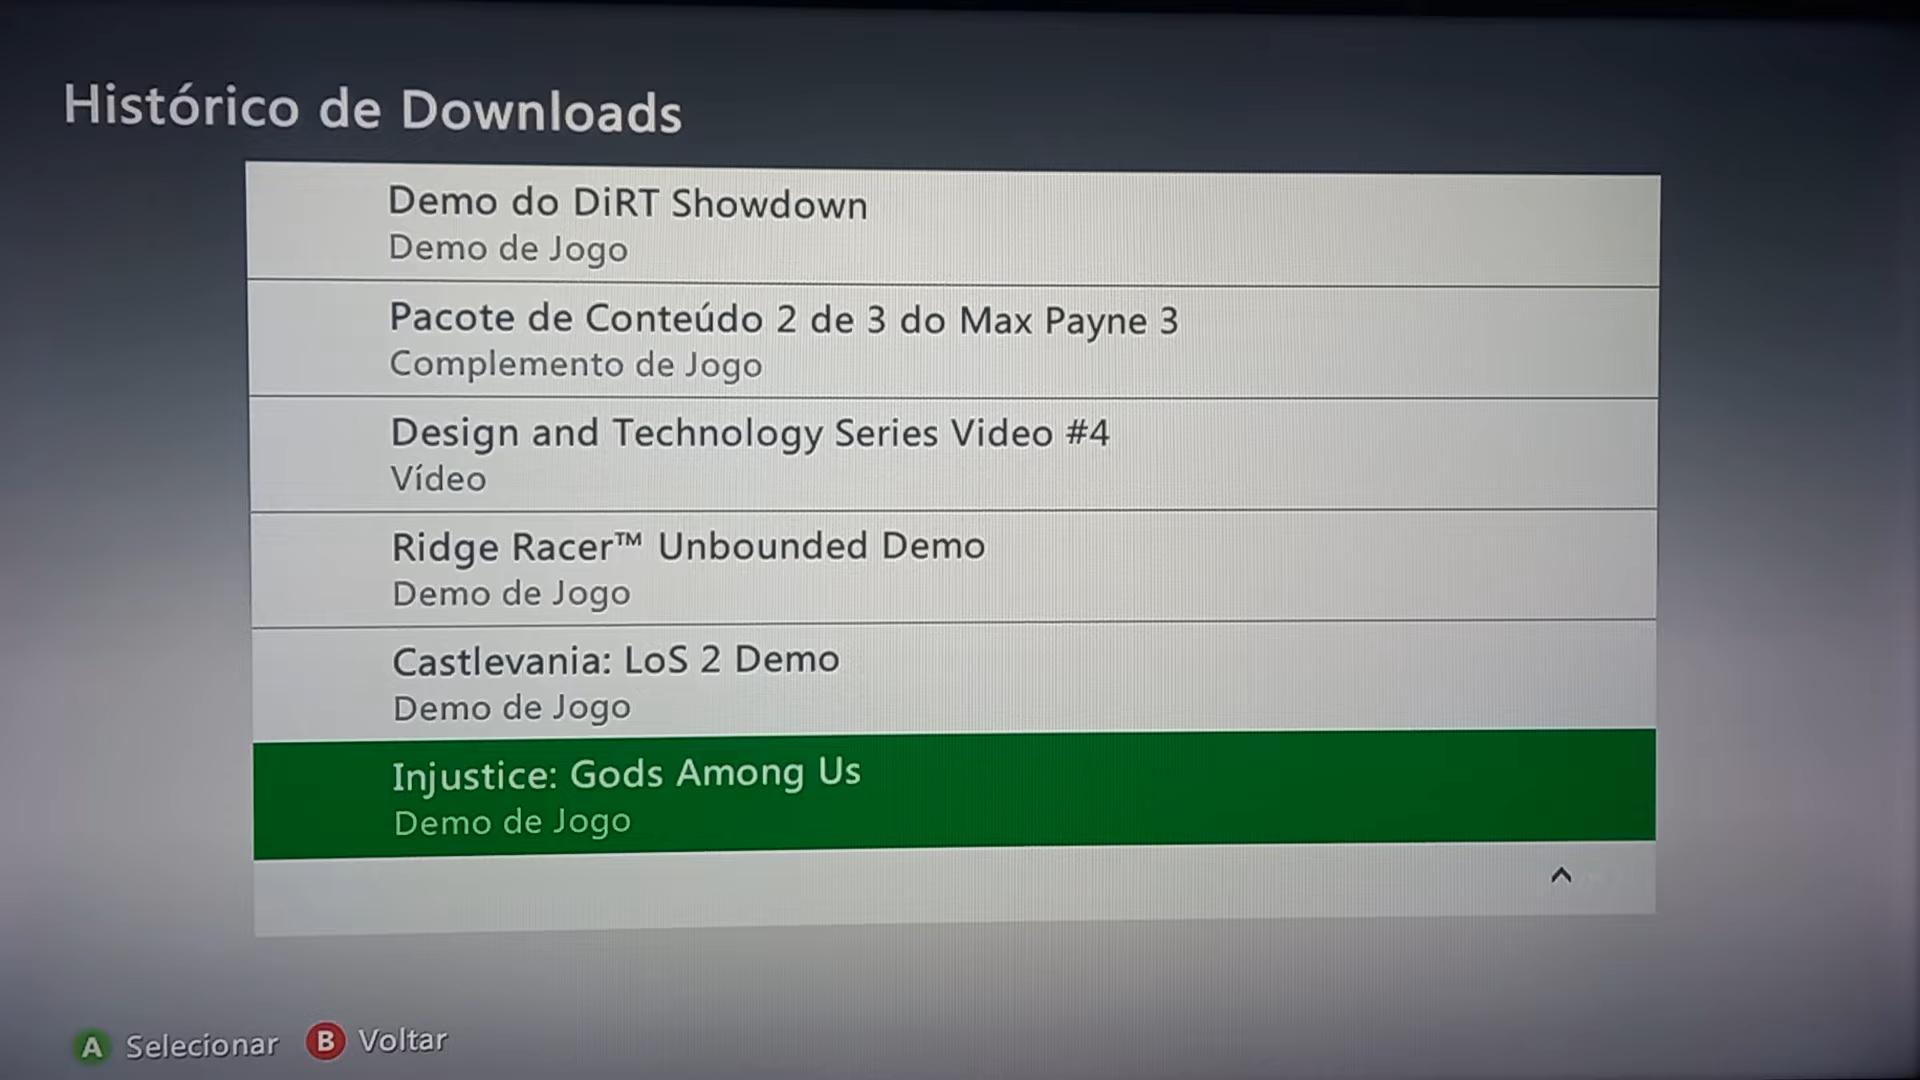 Histórico de Downloads
Demo do DiRT Showdown
Demo de Jogo
Pacote de Conteúdo 2 de 3 do Max Payne 3
Complemento de Jogo
Design and Technology Series Video #4
Vídeo
Ridge Racer™ Unbounded Demo
Demo de Jogo
Castlevania: LoS 2 Demo
Demo de Jogo
Injustice: Gods Among Us
Demo de Jogo
A Selecionar B Voltar